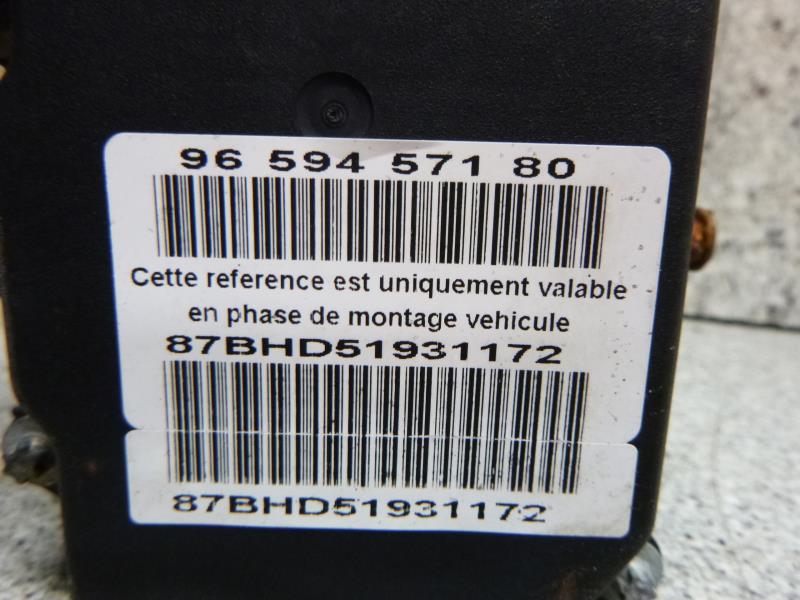 96 594 571 80
Cette reference est uniquement valable
en phase de montage vehicule
87BHD51931172
87BHD51931172